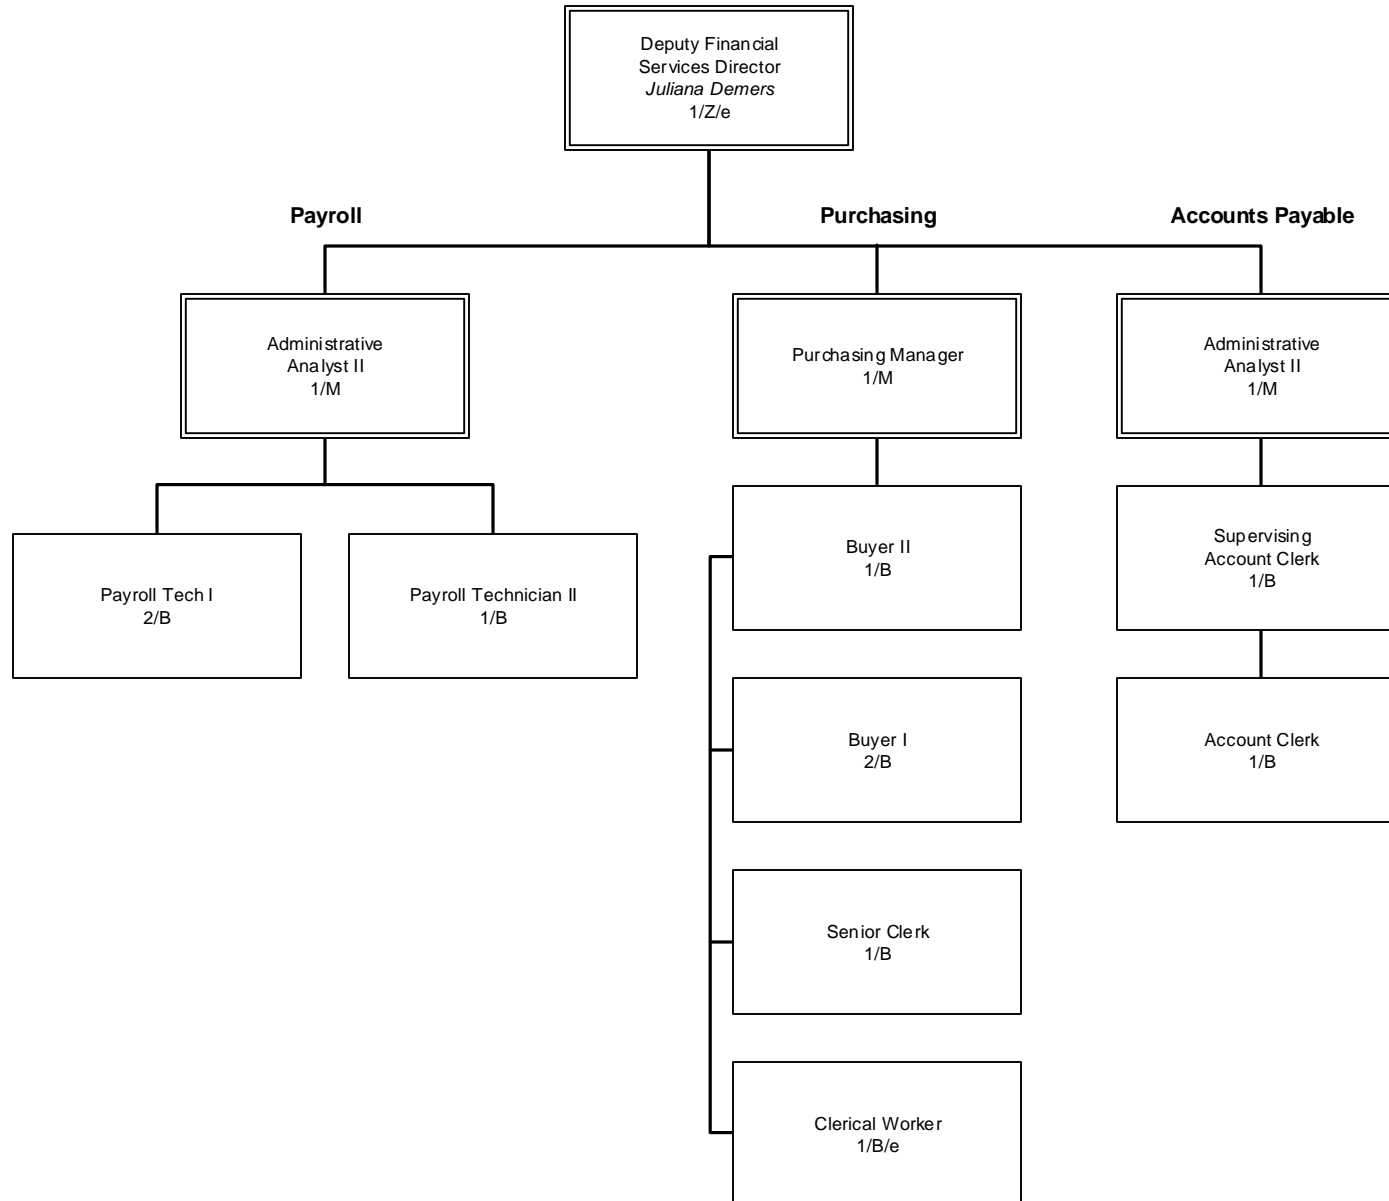 Deputy Financial
Services Director
Juliana Demers
1/Z/e
Payroll
Purchasing
Accounts Payable
Administrative
Analyst II
1/M
Purchasing Manager
1/M
Administrative
Analyst II
1/M
Payroll Tech I
2/B
Payroll Technician II
1/B
Buyer II
1/B
Supervising
Account Clerk
1/B
Buyer I
2/B
Account Clerk
1/B
Senior Clerk
1/B
Clerical Worker
1/B/e